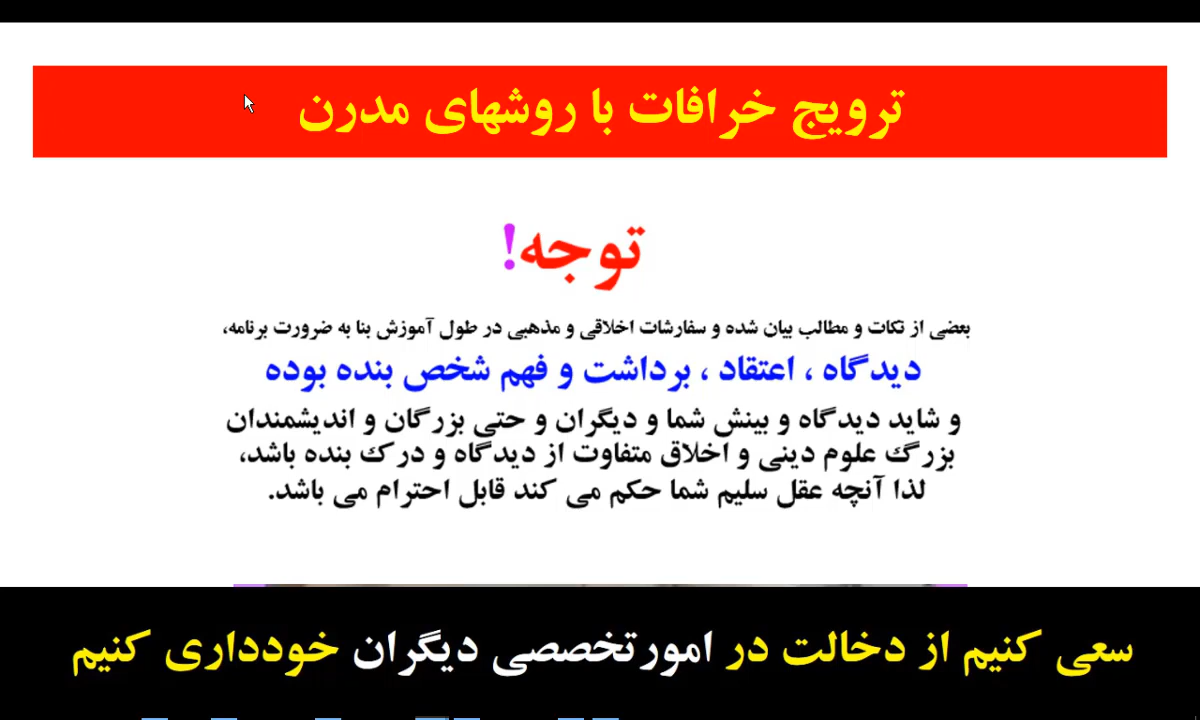 ترویج خرافات با روشهای مدرن
توجه!
بعضی از نکات و مطالب بیان شده و سفارشات اخلاقی و مذهبی در طول آموزش بنا به ضرورت برنامه،
دیدگاه ، اعتقاد ، برداشت و فهم شخص بنده بوده
و شاید دیدگاه و بینش شما و دیگران و حتی بزرگان و اندیشمندان
بزرگ علوم دینی و اخلاق متفاوت از دیدگاه و درک بنده باشد،
لذا آنچه عقل سلیم شما حکم می کند قابل احترام می باشد.
سعی کنیم از دخالت در امورتخصصی دیگران خودداری کنیم